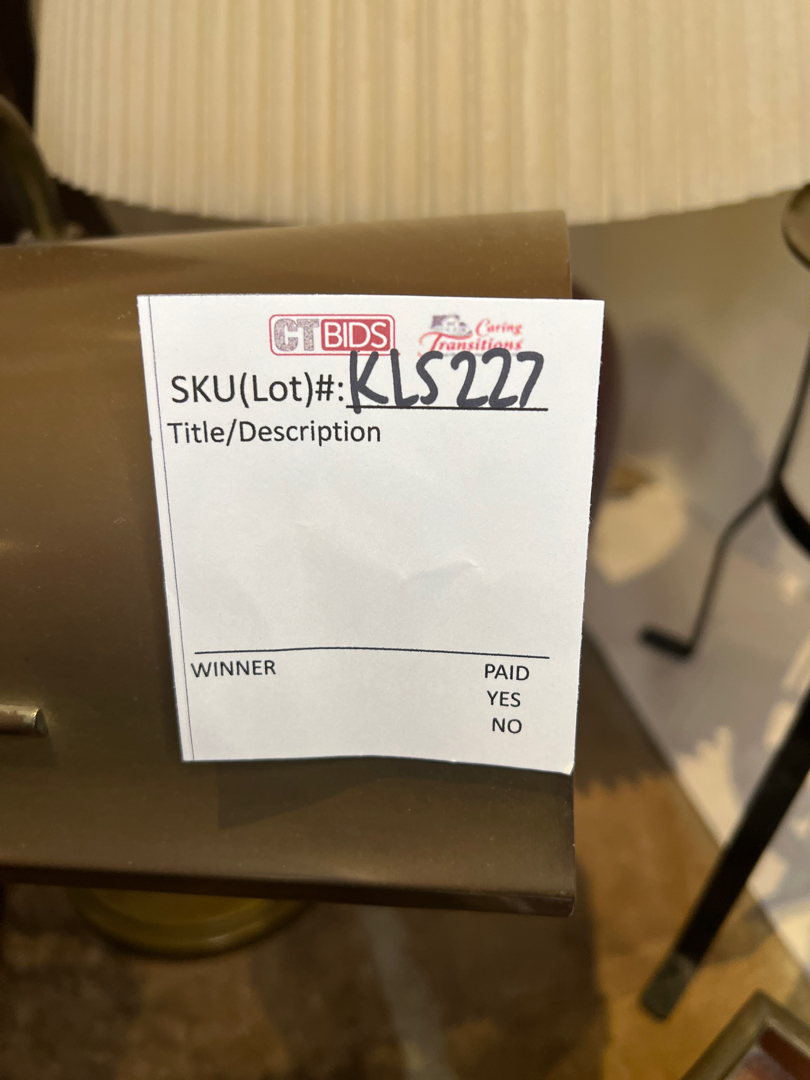 CTBIDS Caring Transitions
SKU(Lot)#: KLS227
Title/Description
WINNER PAID
YES
NO